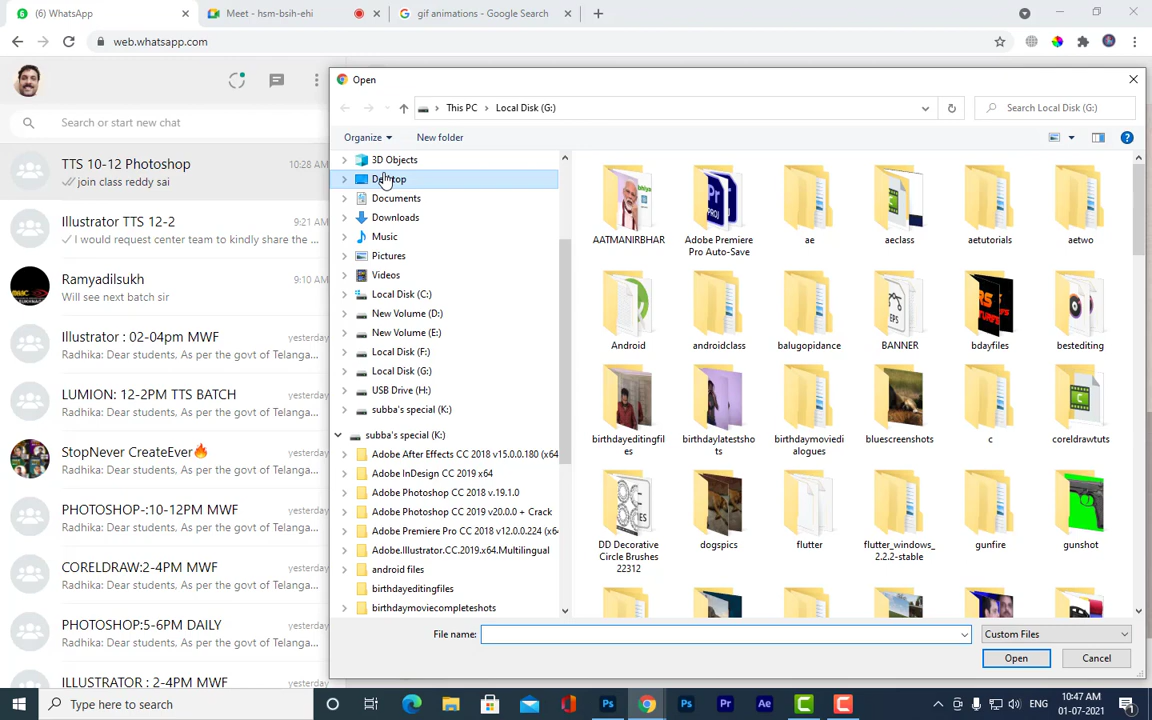 (6) WhatsApp
Meet - hsm-bsih-ehi
gif animations - Google Search
web.whatsapp.com
Open
This PC
Local Disk (G:)
Search Local Disk (G:)
Organize
New folder
Search or start new chat
TTS 10-12 Photoshop
10:28 AM
join class reddy sai
Illustrator TTS 12-2
9:21 AM
I would request center team to kindly share the ...
Ramyadilsukh
9:10 AM
Will see next batch sir
Illustrator : 02-04pm MWF
yesterday
Radhika: Dear students, As per the govt of Telanga...
LUMION: 12-2PM TTS BATCH
yesterday
Radhika: Dear students, As per the govt of Telanga...
StopNever CreateEver🔥
yesterday
Radhika: Dear students, As per the govt of Telanga...
PHOTOSHOP-:10-12PM MWF
yesterday
Radhika: Dear students, As per the govt of Telanga...
CORELDRAW:2-4PM MWF
yesterday
Radhika: Dear students, As per the govt of Telanga...
PHOTOSHOP:5-6PM DAILY
yesterday
Radhika: Dear students, As per the govt of Telanga...
ILLUSTRATOR : 2-4PM MWF
yesterday
3D Objects
Desktop
Documents
Downloads
Music
Pictures
Videos
Local Disk (C:)
New Volume (D:)
New Volume (E:)
Local Disk (F:)
Local Disk (G:)
USB Drive (H:)
subba's special (K:)
subba's special (K:)
Adobe After Effects CC 2018 v15.0.0.180 (x64
Adobe InDesign CC 2019 x64
Adobe Photoshop CC 2018 v.19.1.0
Adobe Photoshop CC 2019 v20.0.0 + Crack
Adobe Premiere Pro CC 2018 v12.0.0.224 (x6
Adobe.Illustrator.CC.2019.Multilingual
android files
birthdayeditingfiles
birthdaymoviecompleteshots
AATMANIRBHAR
Adobe Premiere
Pro Auto-Save
ae
aeclass
aetutorials
aetwo
Android
androidclass
balugopidance
BANNER
bdayfiles
bestediting
birthdayeditingfil
es
birthdaylatestsho
ts
birthdaymoviedi
alogues
bluescreenshots
c
coreldrawtuts
DD Decorative
Circle Brushes
22312
dogspics
flutter
flutter_windows_
2.2.2-stable
gunfire
gunshot
File name:
Custom Files
Open
Cancel
Type here to search
ENG
10:47 AM
01-07-2021